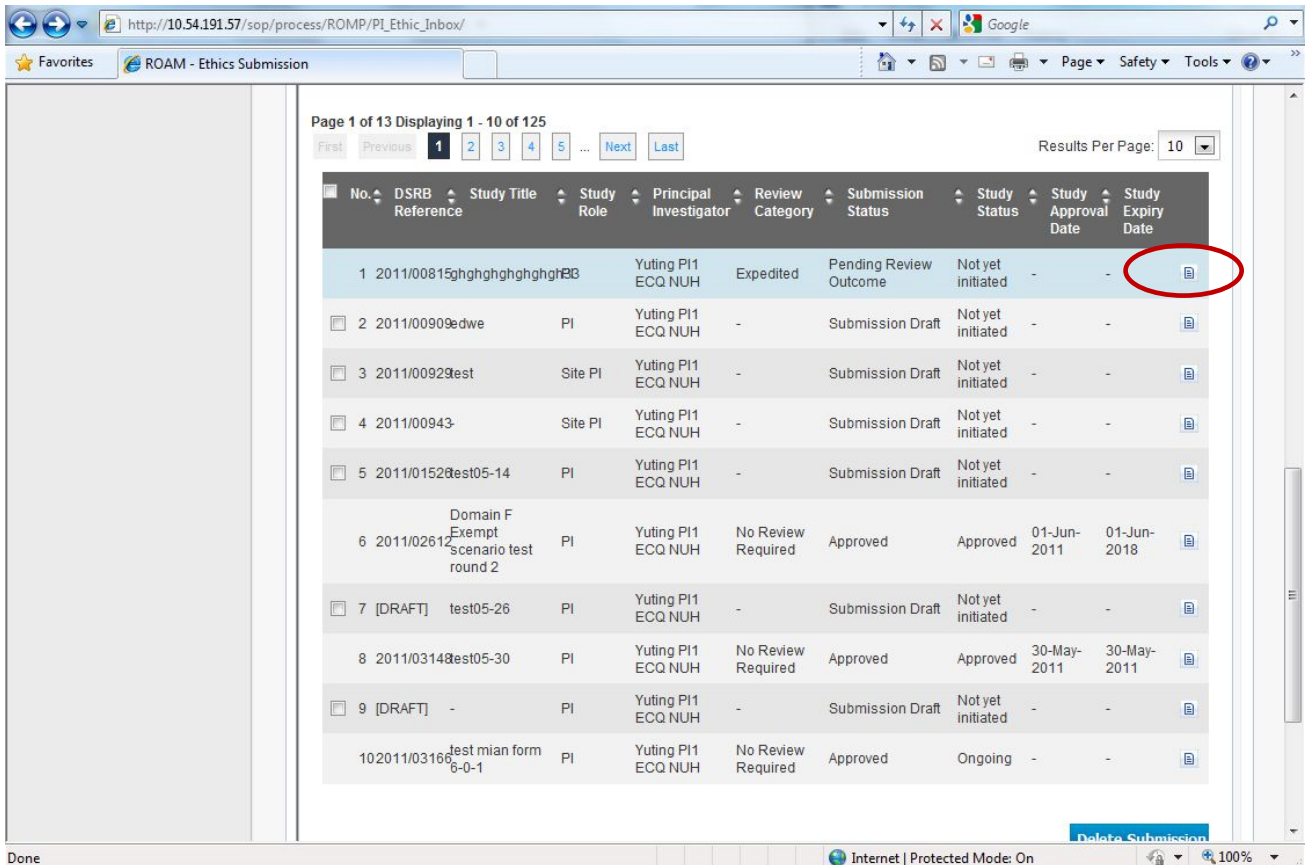 http://10.54.191.57/sop/process/ROMP/PI_Ethic_Inbox/ Google
Favorites ROAM - Ethics Submission Page Safety Tools
Page 1 of 13 Displaying 1 - 10 of 125
First Previous 1 2 3 4 5 ... Next Last Results Per Page: 10
No. DSRB Study Title Study Principal Review Submission Study Study Study
Reference Role Investigator Category Status Status Approval Expiry
Date Date
1 2011/00815 ghghghghghghgh33 PI Yuting PI1 Expedited Pending Review Not yet - -
ECQ NUH Outcome initiated
2 2011/00909 edwe PI Yuting PI1 - Submission Draft Not yet - -
ECQ NUH initiated
3 2011/00929 test Site PI Yuting PI1 - Submission Draft Not yet - -
ECQ NUH initiated
4 2011/00943 - Site PI Yuting PI1 - Submission Draft Not yet - -
ECQ NUH initiated
5 2011/01526 test05-14 PI Yuting PI1 - Submission Draft Not yet - -
ECQ NUH initiated
Domain F
6 2011/02612 Exempt PI Yuting PI1 No Review Approved Approved 01-Jun- 01-Jun-
scenario test ECQ NUH Required 2011 2018
round 2
7 [DRAFT] test05-26 PI Yuting PI1 - Submission Draft Not yet - -
ECQ NUH initiated
8 2011/03148 test05-30 PI Yuting PI1 No Review Approved Approved 30-May- 30-May-
ECQ NUH Required 2011 2011
9 [DRAFT] - PI Yuting PI1 - Submission Draft Not yet - -
ECQ NUH initiated
10 2011/03166 test mian form PI Yuting PI1 No Review Approved Ongoing - -
6-0-1 ECQ NUH Required
Delete Submission
Done Internet | Protected Mode: On 100%